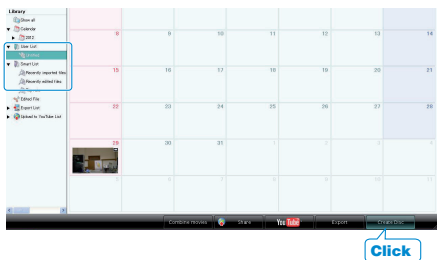 Library
Show all
Calendar
2012
User List
Smart List
Recently imported files
Recently edited files
Edited File
Export List
Upload to YouTube List
8 9 10 11 12 13 14
15 16 17 18 19 20 21
22 23 24 25 26 27 28
29 30 31 1 2 3 4
5 6 7 8 9 10 11
Combine movies Share YouTube Export Create Disc
Click